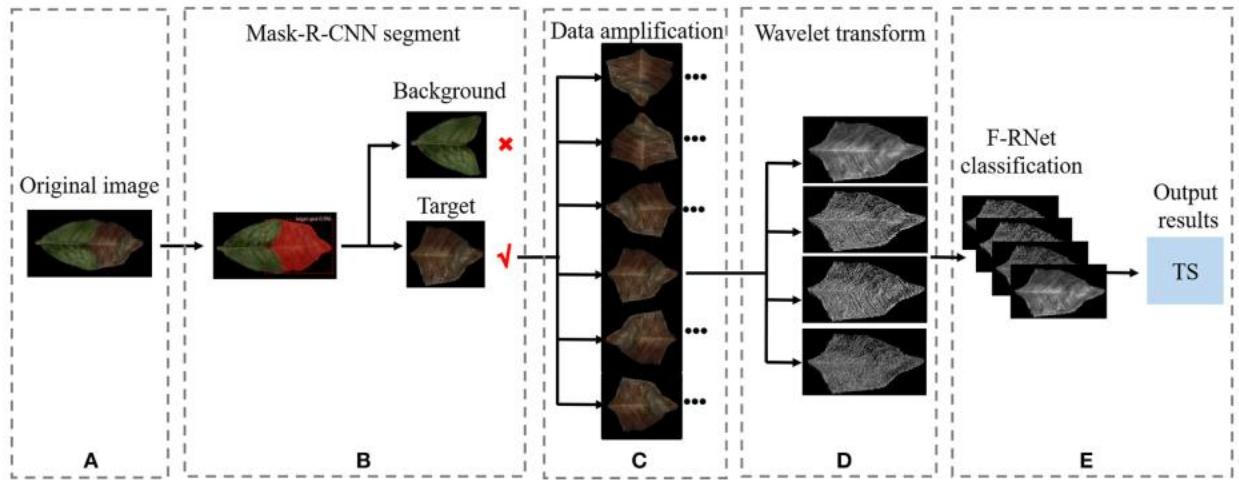 Original image
A
Mask-R-CNN segment
Background
Target
B
Data amplification
C
Wavelet transform
D
F-RNet
classification
Output
results
TS
E